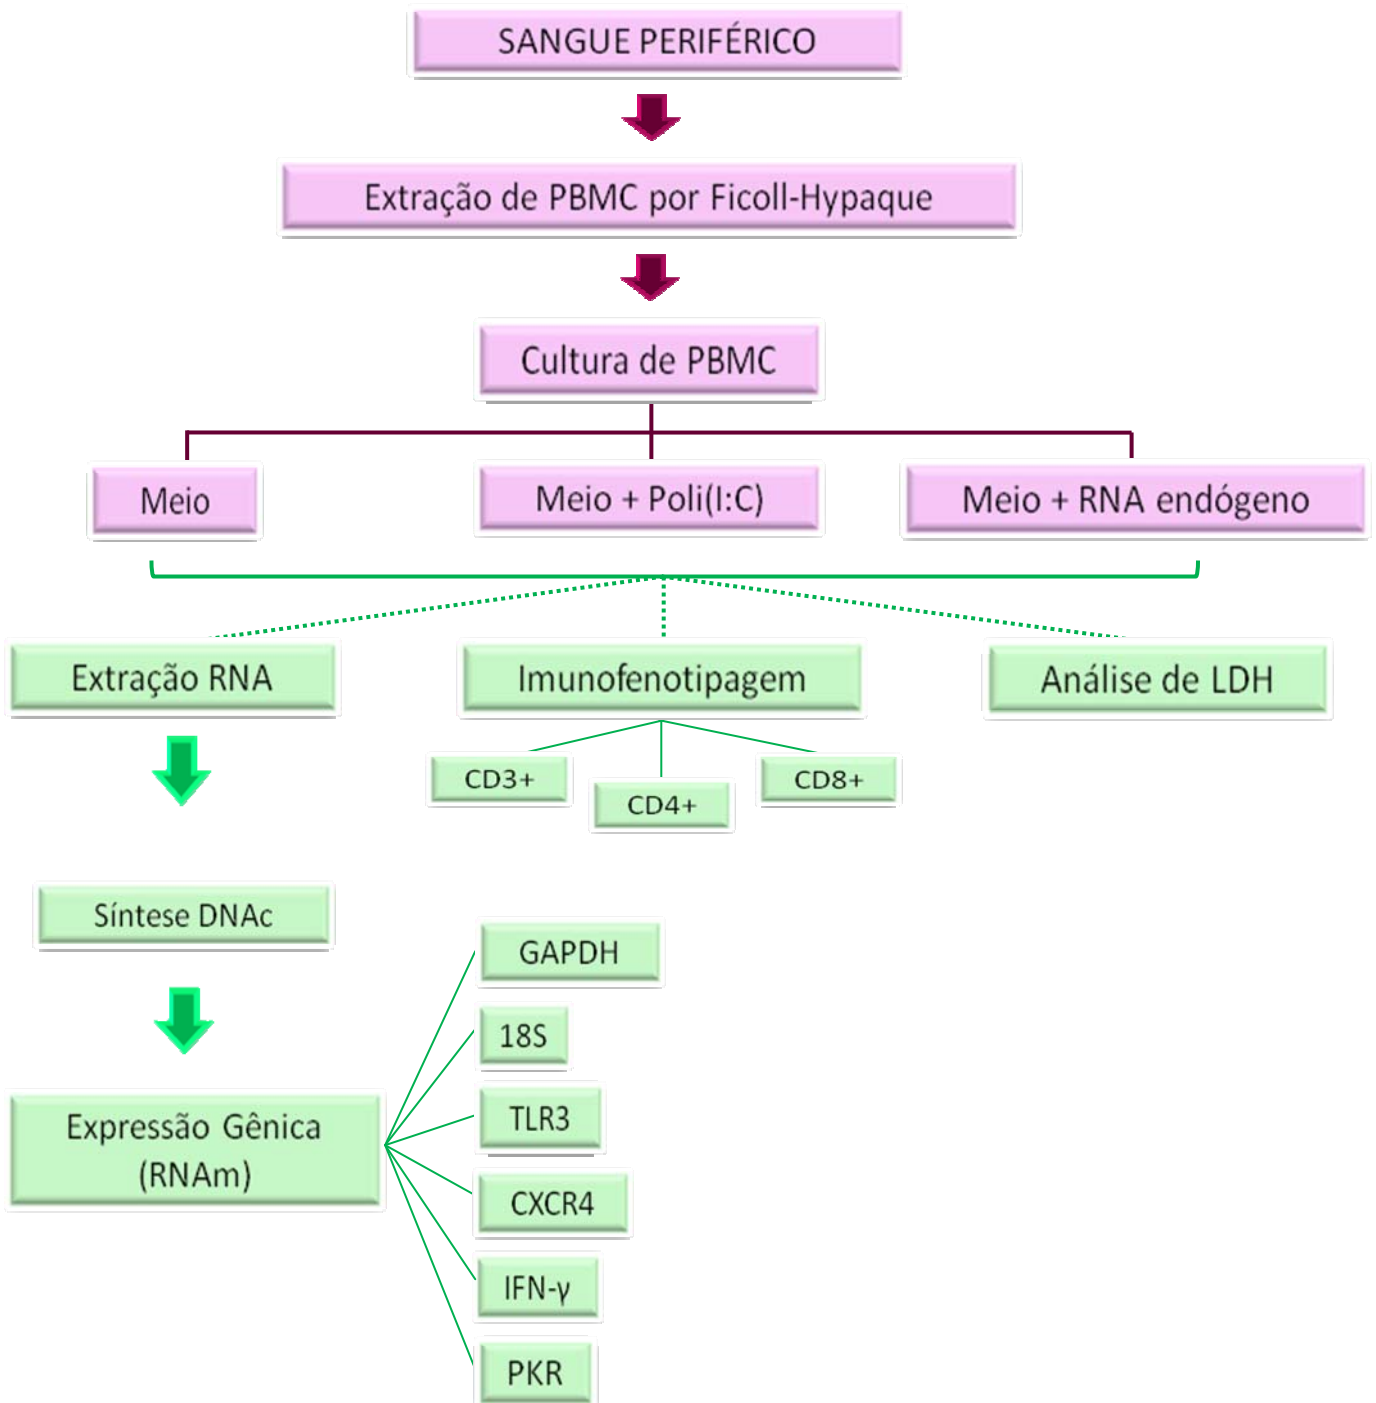 SANGUE PERIFÉRICO
Extração de PBMC por Ficoll-Hypaque
Cultura de PBMC
Meio
Meio + Poli(I:C)
Meio + RNA endógeno
Extração RNA
Imunofenotipagem
Análise de LDH
CD3+
CD4+
CD8+
Síntese DNAc
Expressão Gênica
(RNAm)
GAPDH
18S
TLR3
CXCR4
IFN-γ
PKR